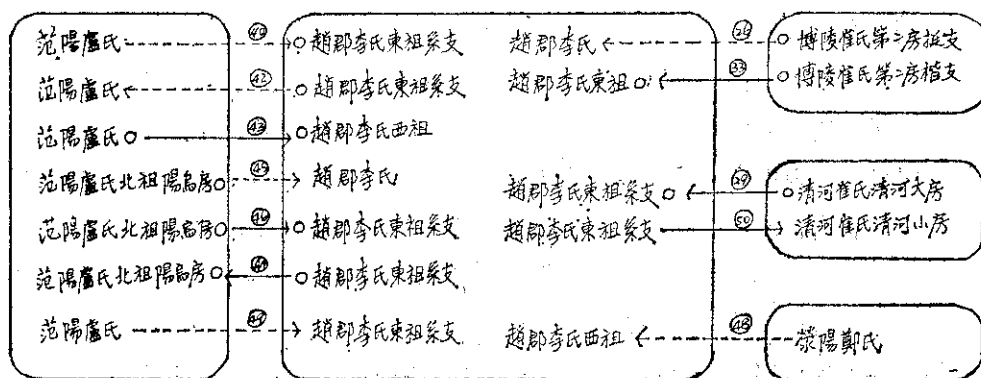 范陽盧氏 ㊵ 趙郡李氏東祖系支 趙郡李氏 博陵崔氏第二房挺支
范陽盧氏 ㊷ 趙郡李氏東祖系支 趙郡李氏東祖 ㉝ 博陵崔氏第二房楷支
范陽盧氏 ㊸ 趙郡李氏西祖
范陽盧氏北祖陽烏房 ㊺ 趙郡李氏 趙郡李氏東祖系支 ㉙ 清河崔氏清河大房
范陽盧氏北祖陽烏房 趙郡李氏東祖系支 趙郡李氏東祖系支 ㊿ 清河崔氏清河小房
范陽盧氏北祖陽烏房 趙郡李氏東祖系支
范陽盧氏 趙郡李氏東祖系支 趙郡李氏西祖 滎陽鄭氏